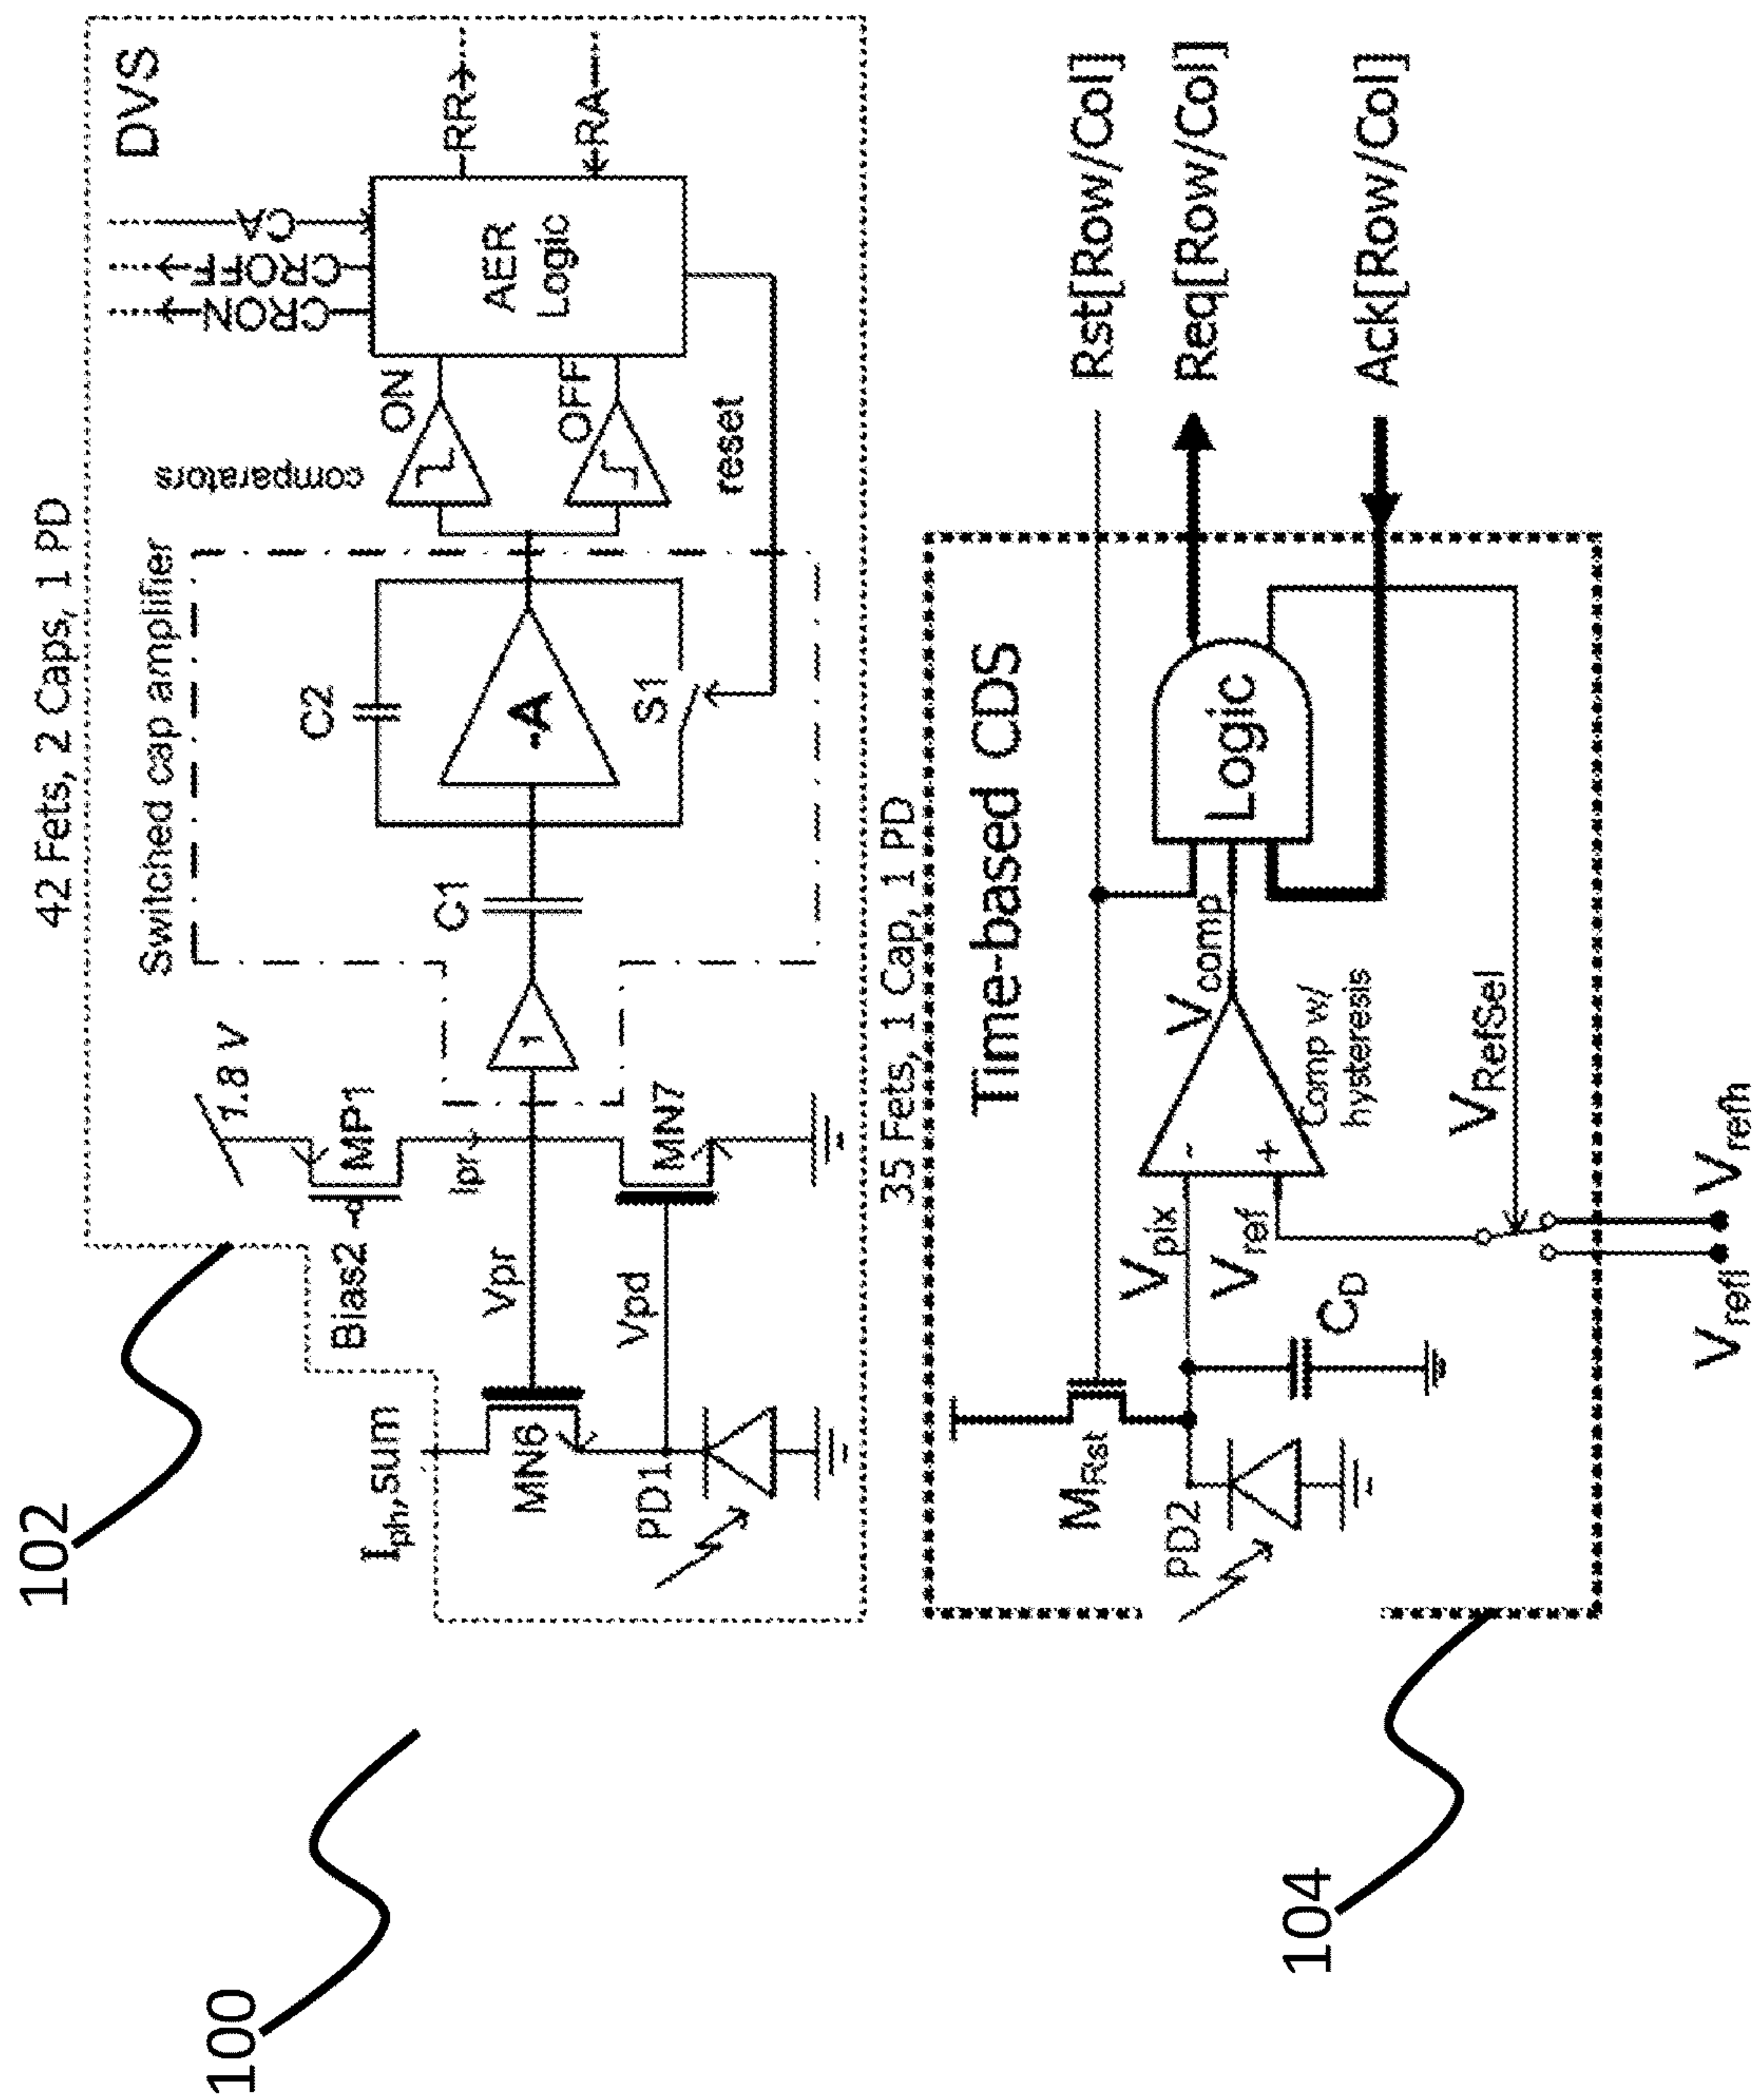 100
102
42 Fets, 2 Caps, 1 PD
DVS
Switched cap amplifier
comparators
1.8 V
Bias2
MP1
C2
ON
CRON
CROFF
CA
Iph,sum
Ipr
C1
-A
AER
Logic
RR
Vpr
1
MN6
OFF
RA
Vpd
MN7
S1
PD1
reset
35 Fets, 1 Cap, 1 PD
104
Time-based CDS
MRst
Rst[Row/Col]
PD2
Vpix
Vcomp
Logic
Req[Row/Col]
-
+
Vref
Comp w/
hysteresis
CD
Ack[Row/Col]
VRefSel
Vrefl
Vrefh